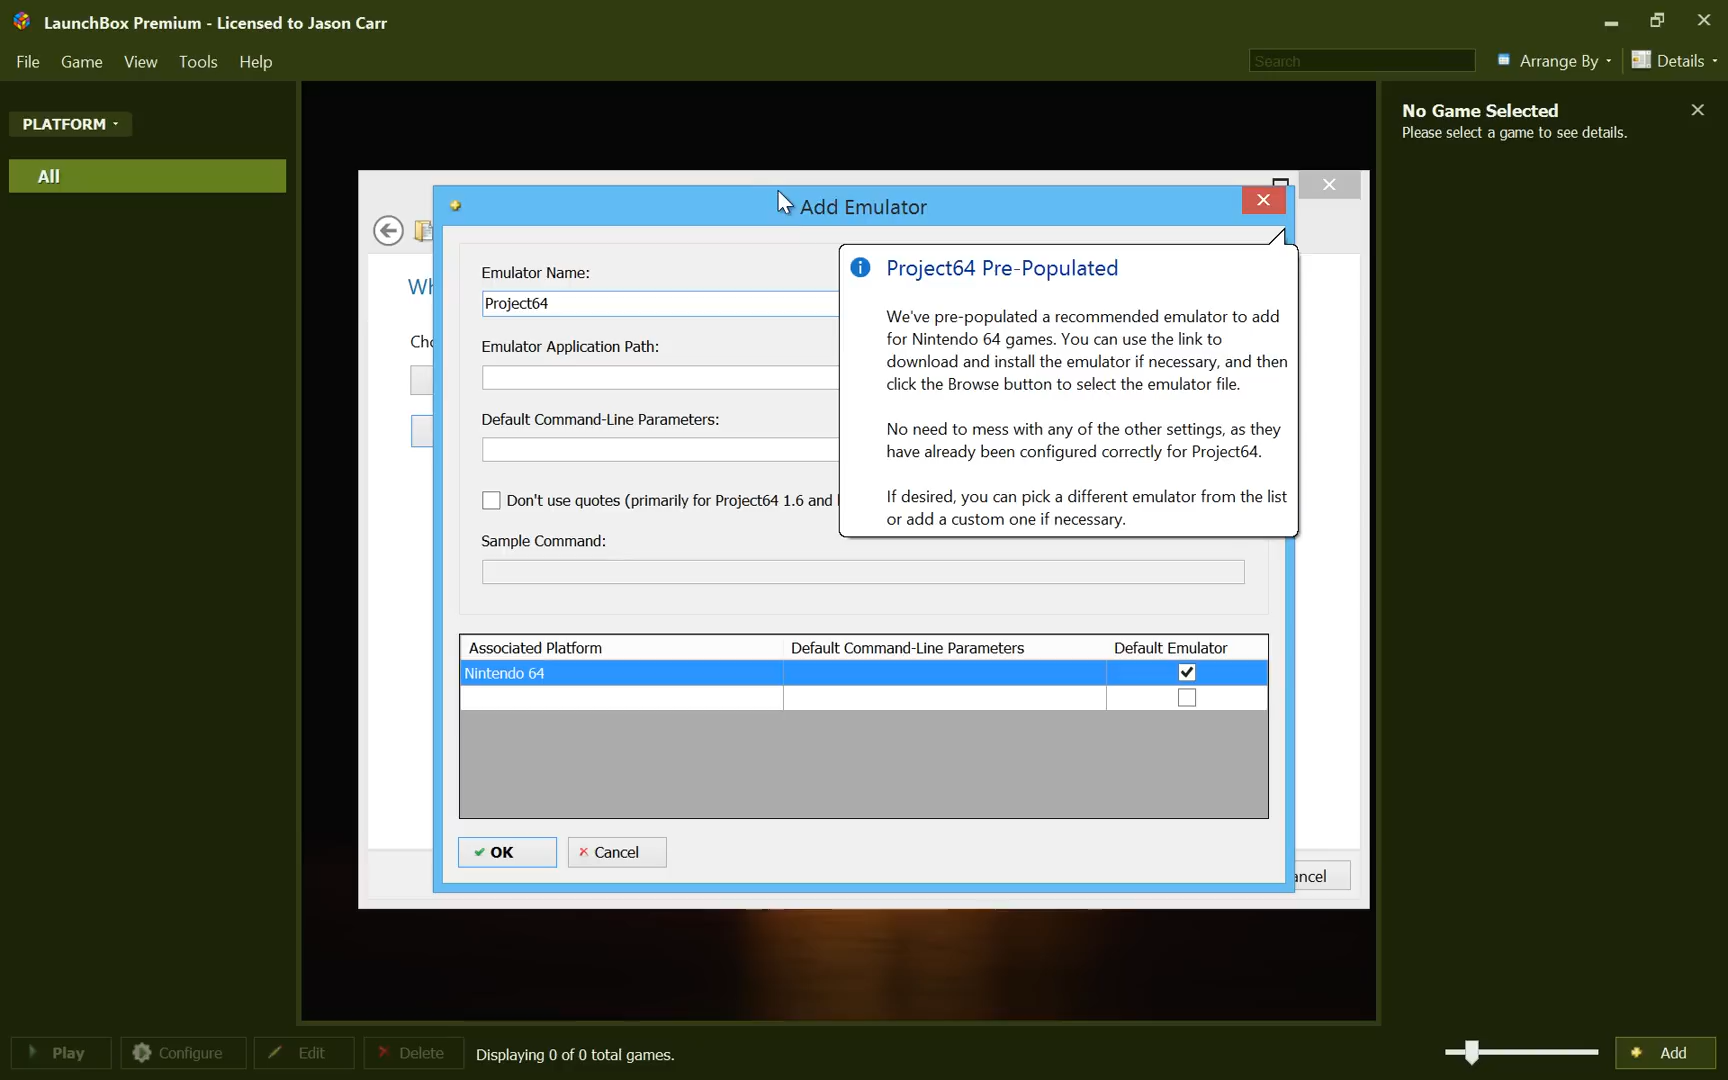 LaunchBox Premium - Licensed to Jason Carr
File Game View Tools Help
Search
Arrange By
Details
PLATFORM
All
No Game Selected
Please select a game to see details.
Add Emulator
Emulator Name:
Project64
Emulator Application Path:
Default Command-Line Parameters:
Don't use quotes (primarily for Project64 1.6 and
Sample Command:
Project64 Pre-Populated
We've pre-populated a recommended emulator to add
for Nintendo 64 games. You can use the link to
download and install the emulator if necessary, and then
click the Browse button to select the emulator file.
No need to mess with any of the other settings, as they
have already been configured correctly for Project64.
If desired, you can pick a different emulator from the list
or add a custom one if necessary.
Associated Platform Default Command-Line Parameters Default Emulator
Nintendo 64
OK Cancel
Play Configure Edit Delete Displaying 0 of 0 total games.
Add